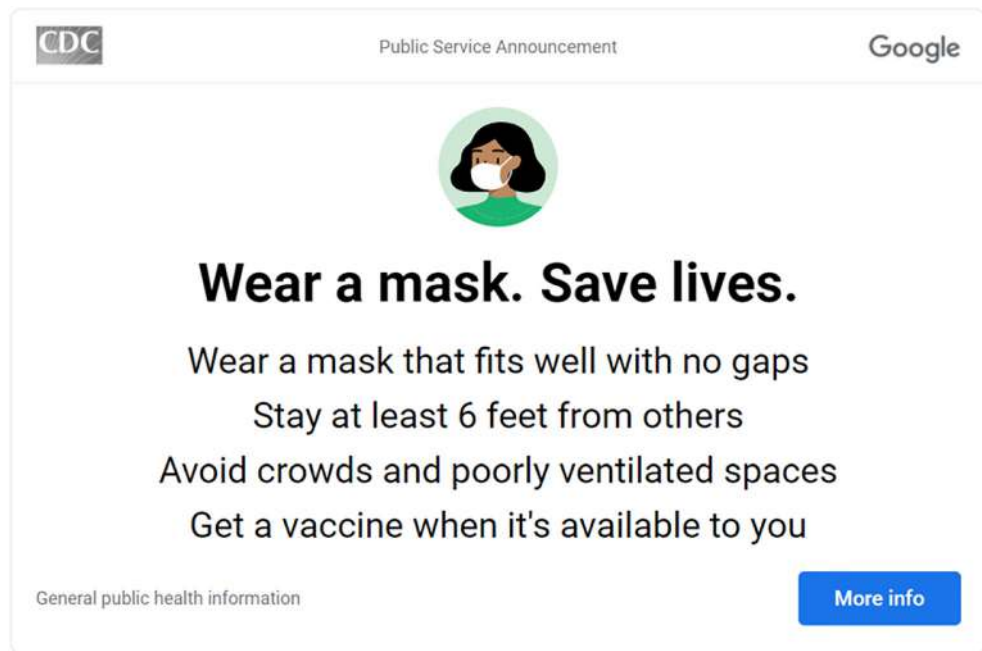 CDC
Public Service Announcement
Google
Wear a mask. Save lives.
Wear a mask that fits well with no gaps
Stay at least 6 feet from others
Avoid crowds and poorly ventilated spaces
Get a vaccine when it's available to you
General public health information
More info